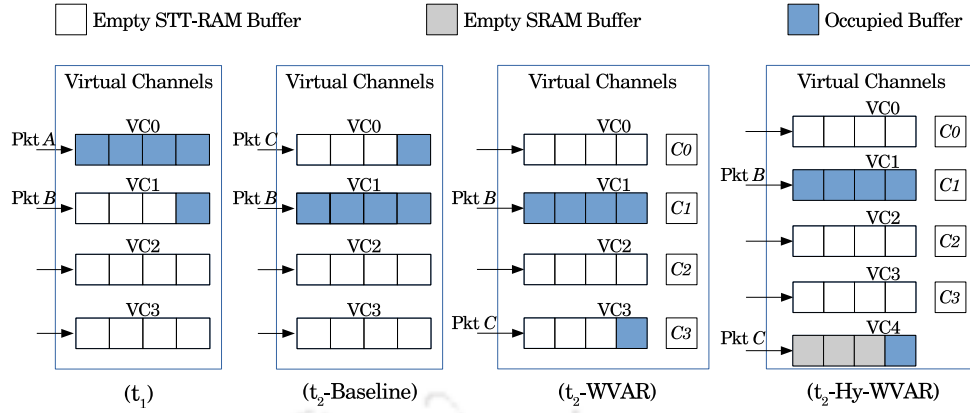 Empty STT-RAM Buffer
Empty SRAM Buffer
Occupied Buffer
Virtual Channels
VC0
Pkt A
VC1
Pkt B
VC2
VC3
(t1)
Virtual Channels
VC0
Pkt C
VC1
Pkt B
VC2
VC3
(t2-Baseline)
Virtual Channels
VC0
C0
VC1
Pkt B
C1
VC2
C2
VC3
Pkt C
C3
(t2-WVAR)
Virtual Channels
VC0
C0
VC1
Pkt B
C1
VC2
C2
VC3
C3
VC4
Pkt C
(t2-Hy-WVAR)